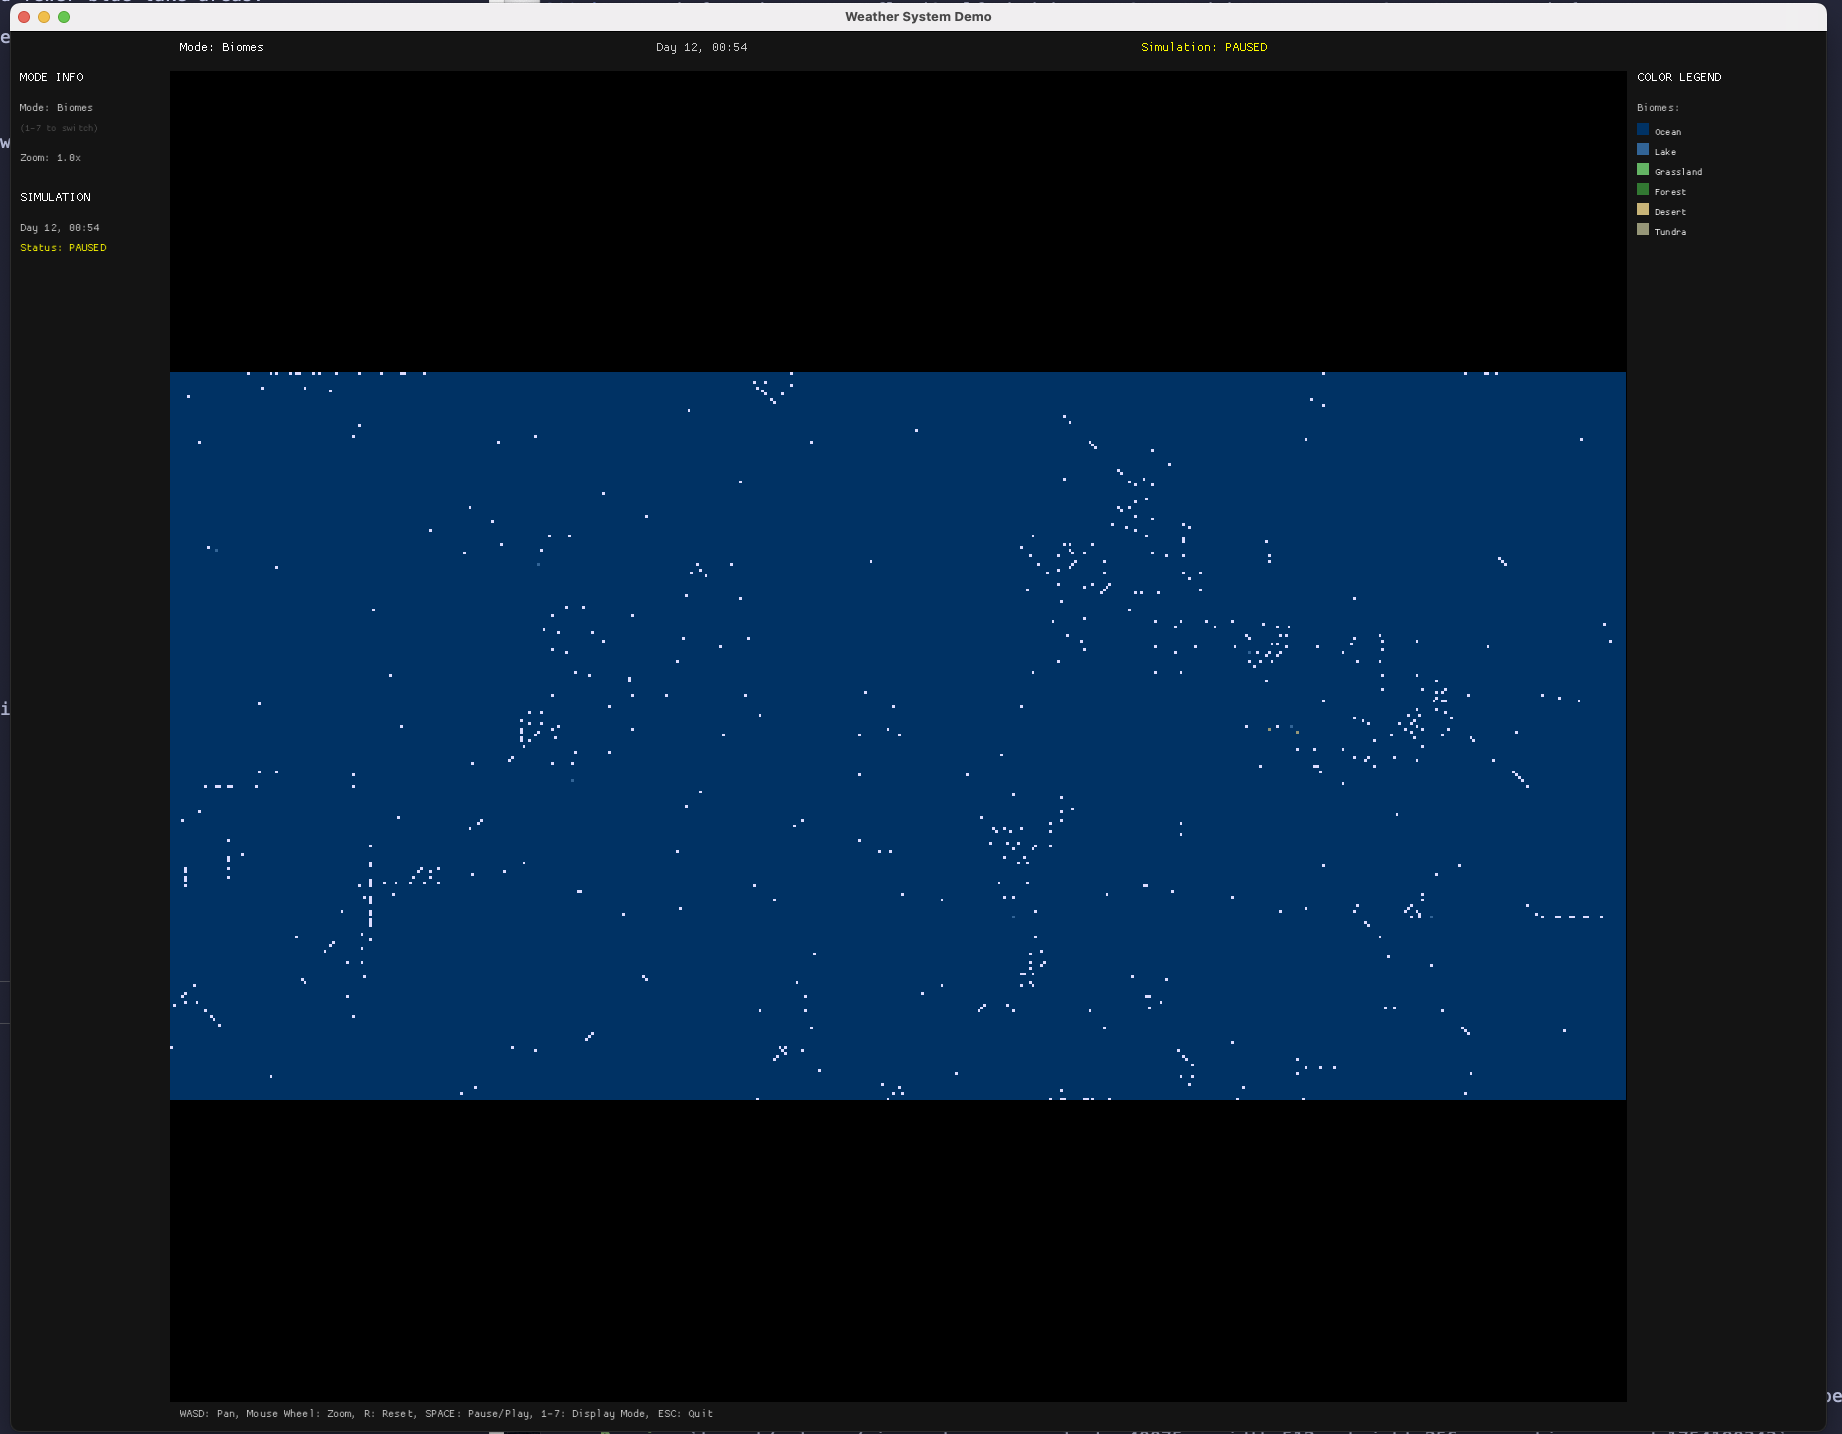 Weather System Demo
Mode: Biomes
Day 12, 00:54
Simulation: PAUSED
MODE INFO
Mode: Biomes
(1-7 to switch)
Zoom: 1.0x
SIMULATION
Day 12, 00:54
Status: PAUSED
COLOR LEGEND
Biomes:
Ocean
Lake
Grassland
Forest
Desert
Tundra
WASD: Pan, Mouse Wheel: Zoom, R: Reset, SPACE: Pause/Play, 1-7: Display Mode, ESC: Quit